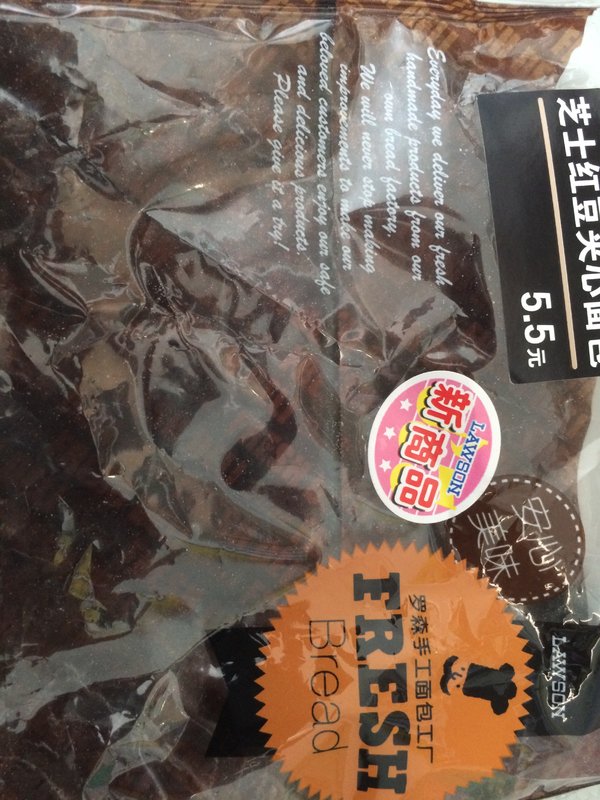 芝士红豆夹心面包
5.5元
Everyday we deliver our fresh
handmade products from our
own bread factory.
We will never stop making
improvements to make our
beloved customers enjoy our safe
and delicious products.
Please give it a try!
LAWSON
新商品
安心
美味
LAWSON
罗森手工面包工厂
FRESH
Bread